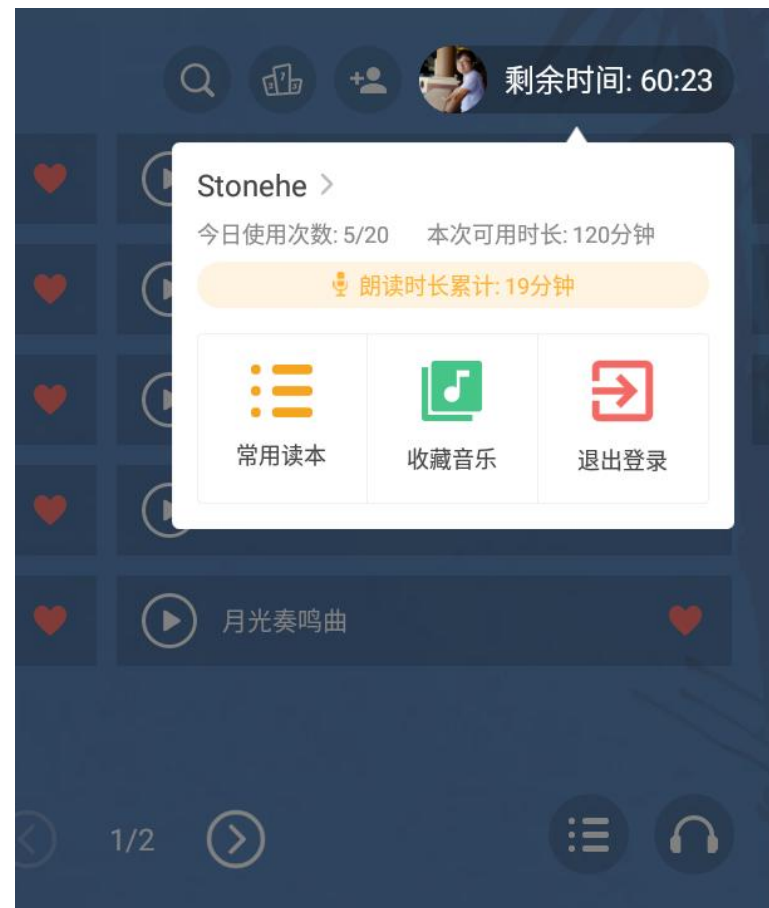 剩余时间: 60:23
Stonehe
今日使用次数: 5/20 本次可用时长: 120分钟
朗读时长累计: 19分钟
常用读本 收藏音乐 退出登录
月光奏鸣曲
1/2